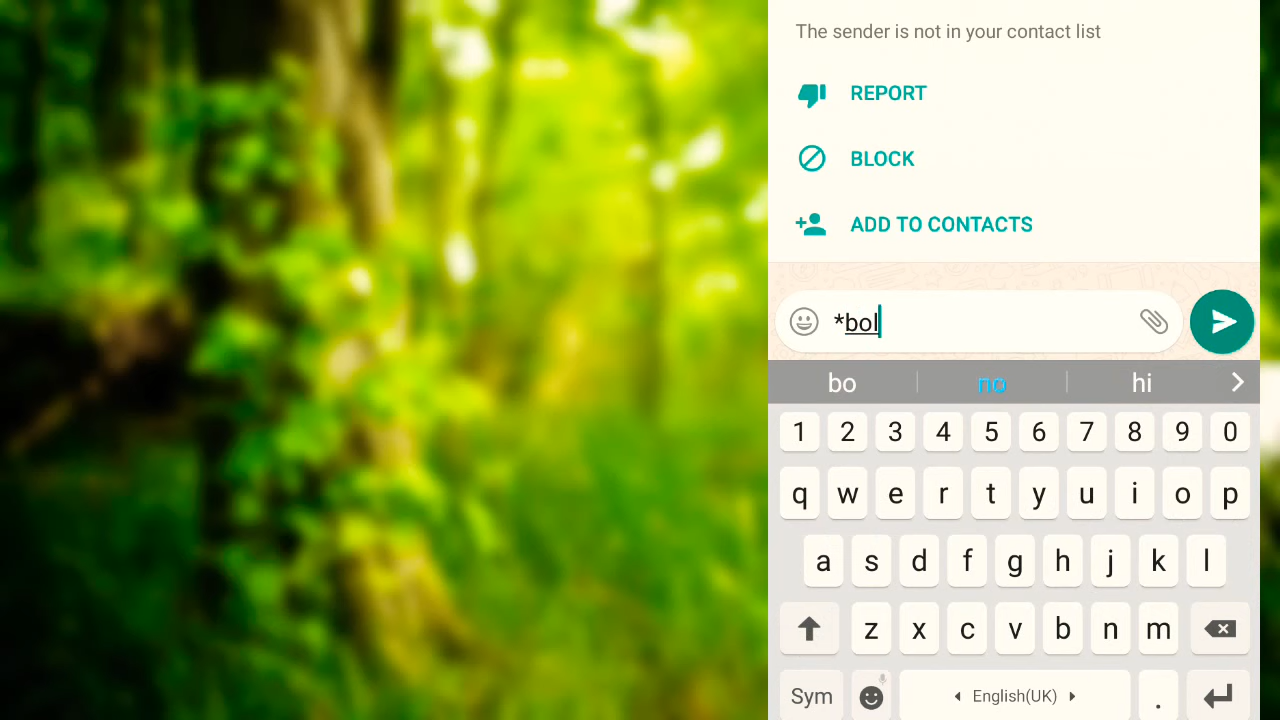 The sender is not in your contact list
REPORT
BLOCK
ADD TO CONTACTS
*bol
bo no hi
1 2 3 4 5 6 7 8 9 0
q w e r t y u i o p
a s d f g h j k l
z x c v b n m
Sym English(UK) .